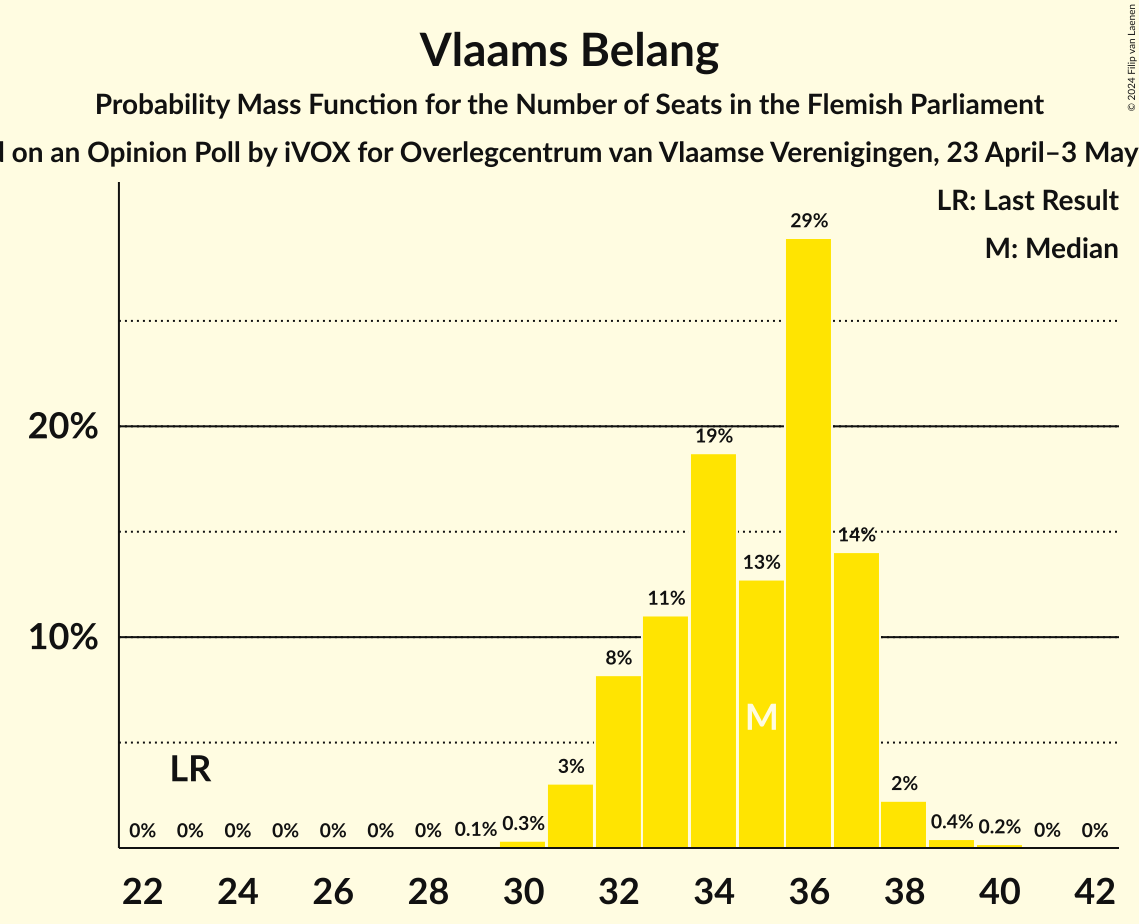 Vlaams Belang
Probability Mass Function for the Number of Seats in the Flemish Parliament
on an Opinion Poll by iVOX for Overlegcentrum van Vlaamse Verenigingen, 23 April–3 May
© 2024 Filip van Laenen
LR: Last Result
M: Median
29%
20%
19%
14%
13%
11%
10%
8%
M
LR
3%
2%
0% 0% 0% 0% 0% 0% 0% 0.1% 0.3% 0.4% 0.2% 0% 0%
22 24 26 28 30 32 34 36 38 40 42